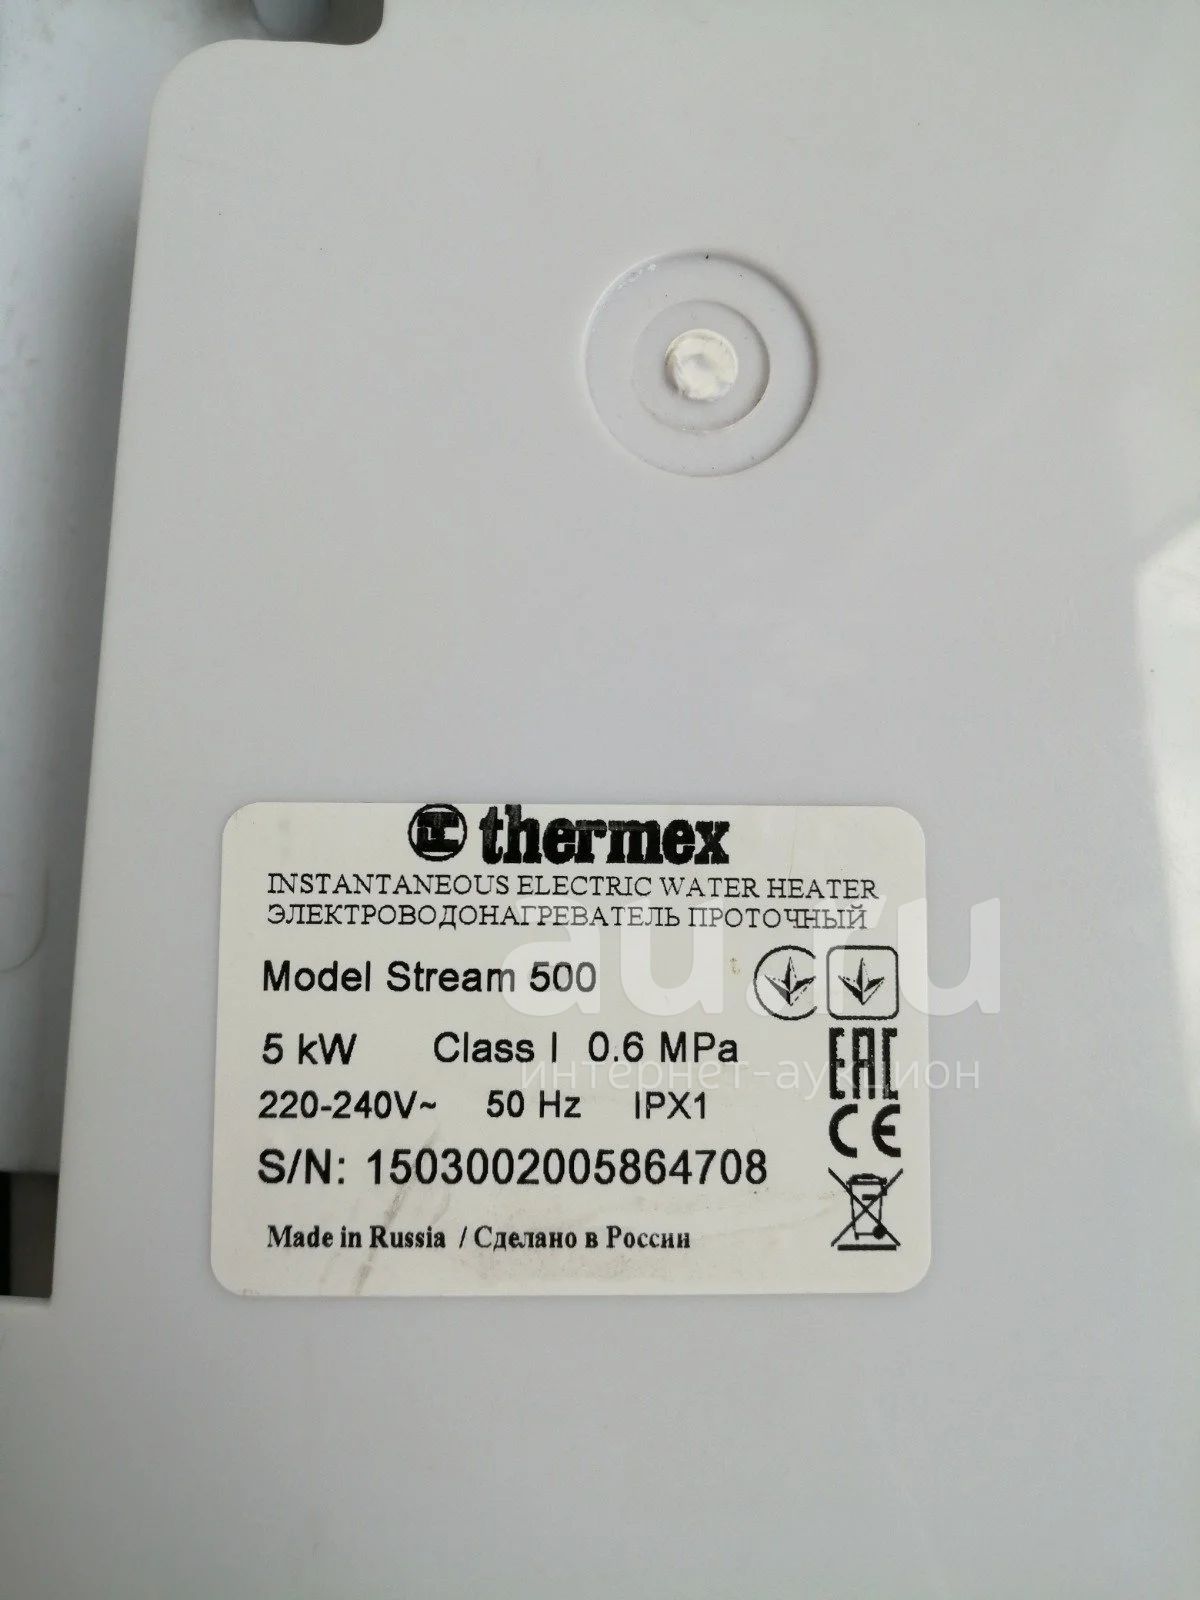 thermex
INSTANTANEOUS ELECTRIC WATER HEATER
ЭЛЕКТРОВОДОНАГРЕВАТЕЛЬ ПРОТОЧНЫЙ
au.ru
Model Stream 500
5 kW Class I 0.6 MPa
интернет-аукцион
220-240V~ 50 Hz IPX1
S/N: 1503002005864708
Made in Russia / Сделано в России
EAC
CE